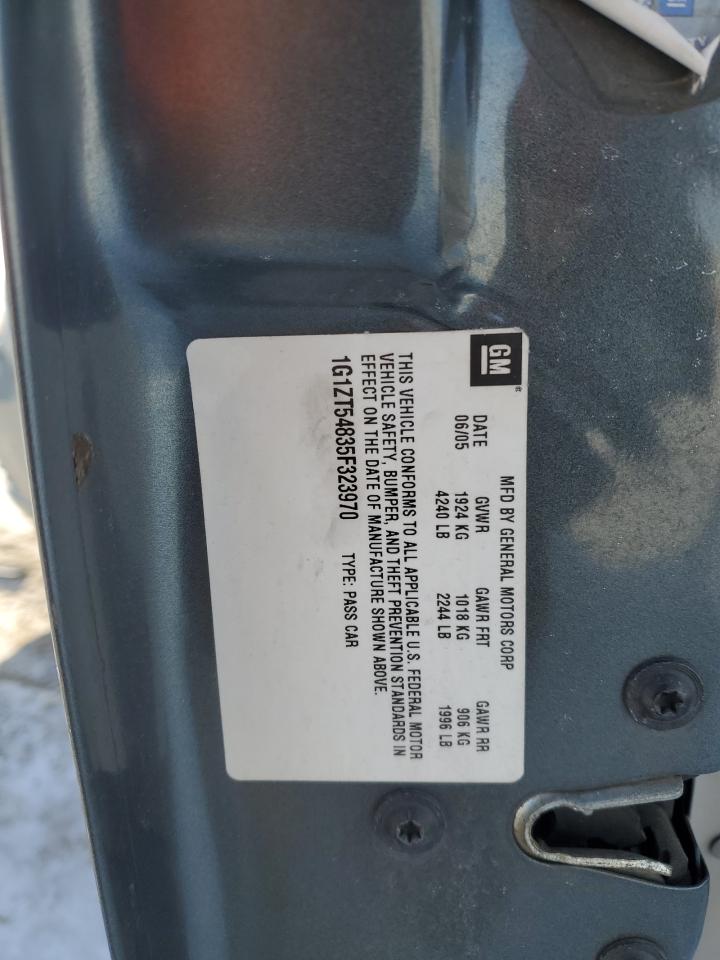 GM
MFD BY GENERAL MOTORS CORP
DATE GVWR GAWR FRT GAWR RR
06/05 1924 KG 1018 KG 906 KG
4240 LB 2244 LB 1996 LB
THIS VEHICLE CONFORMS TO ALL APPLICABLE U.S. FEDERAL MOTOR
VEHICLE SAFETY, BUMPER, AND THEFT PREVENTION STANDARDS IN
EFFECT ON THE DATE OF MANUFACTURE SHOWN ABOVE.
1G1ZT54835F323970 TYPE: PASS CAR